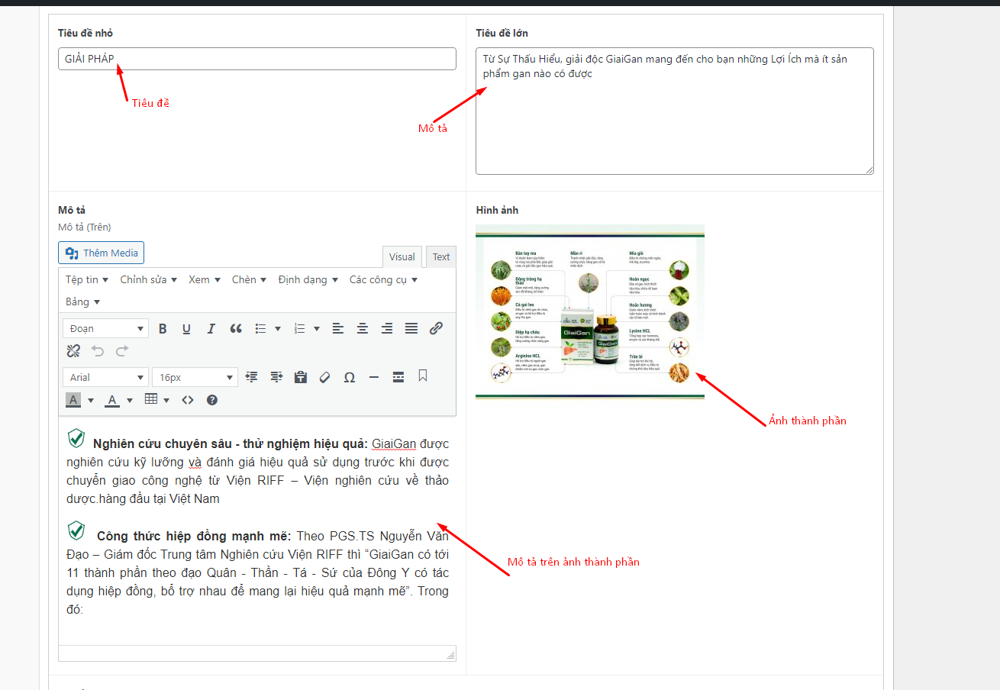 Tiêu đề nhỏ
GIẢI PHÁP
Tiêu đề
Tiêu đề lớn
Từ Sự Thấu Hiểu, giải độc GiaiGan mang đến cho bạn những Lợi Ích mà ít sản
phẩm gan nào có được
Mô tả
Mô tả
Mô tả (Trên)
Thêm Media
Visual
Text
Tệp tin
Chỉnh sửa
Xem
Chèn
Định dạng
Các công cụ
Bảng
Đoạn
B
U
I
Arial
16px
Ω
A
A
Nghiên cứu chuyên sâu - thử nghiệm hiệu quả: GiaiGan được
nghiên cứu kỹ lưỡng và đánh giá hiệu quả sử dụng trước khi được
chuyển giao công nghệ từ Viện RIFF – Viện nghiên cứu về thảo
dược.hàng đầu tại Việt Nam
Công thức hiệp đồng mạnh mẽ: Theo PGS.TS Nguyễn Văn
Đạo – Giám đốc Trung tâm Nghiên cứu Viện RIFF thì “GiaiGan có tới
11 thành phần theo đạo Quân - Thần - Tá - Sứ của Đông Y có tác
dụng hiệp đồng, bổ trợ nhau để mang lại hiệu quả mạnh mẽ”. Trong
đó:
Hình ảnh
Bàn tay ma
Đông trùng hạ
thảo
Cà gai leo
Diệp hạ châu
Arginine HCL
Mần ri
Mía giò
Hoàn ngọc
Hoắc hương
Lysine HCL
Trần bì
GiaiGan
GiaiGan
Ảnh thành phần
Mô tả trên ảnh thành phần